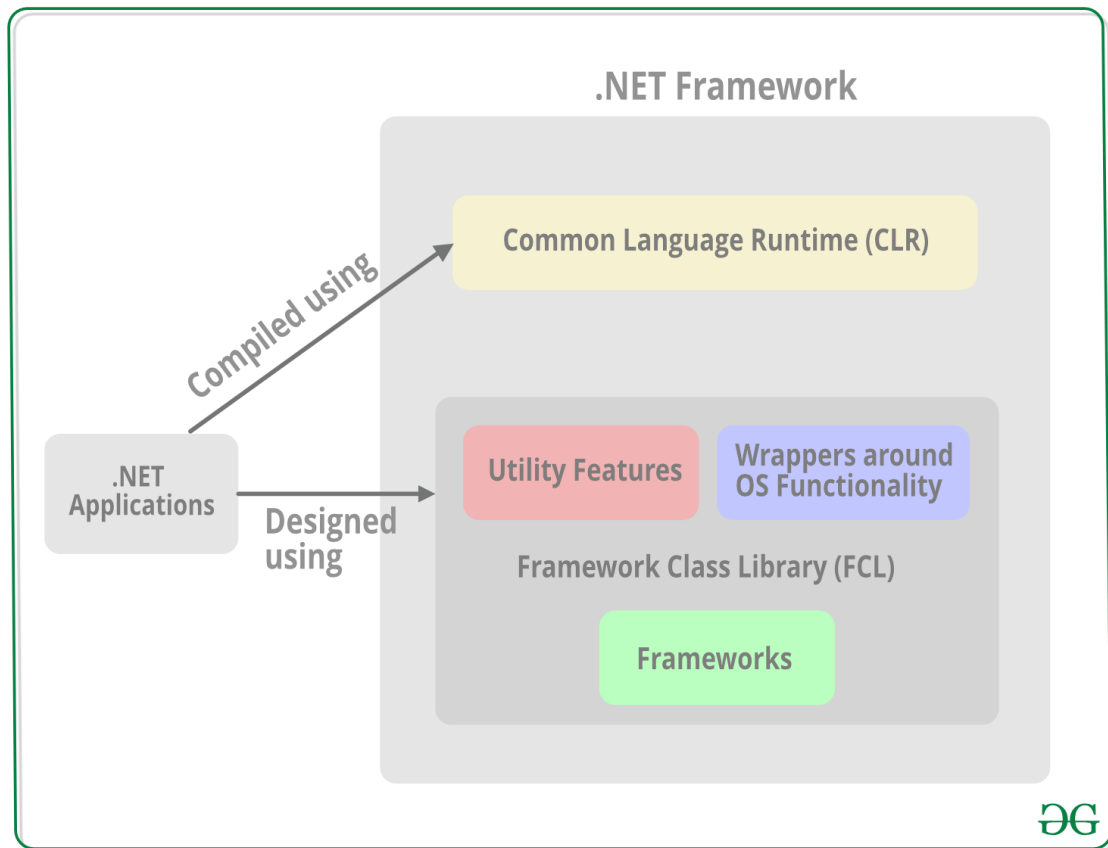 .NET Framework
Common Language Runtime (CLR)
Compiled using
.NET
Applications
Designed
using
Utility Features
Wrappers around
OS Functionality
Framework Class Library (FCL)
Frameworks